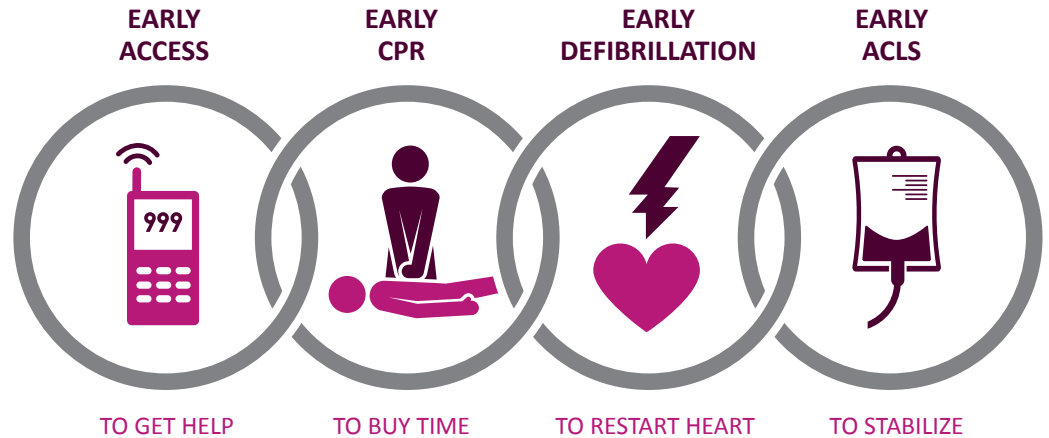 EARLY
ACCESS
EARLY
CPR
EARLY
DEFIBRILLATION
EARLY
ACLS
999
TO GET HELP
TO BUY TIME
TO RESTART HEART
TO STABILIZE